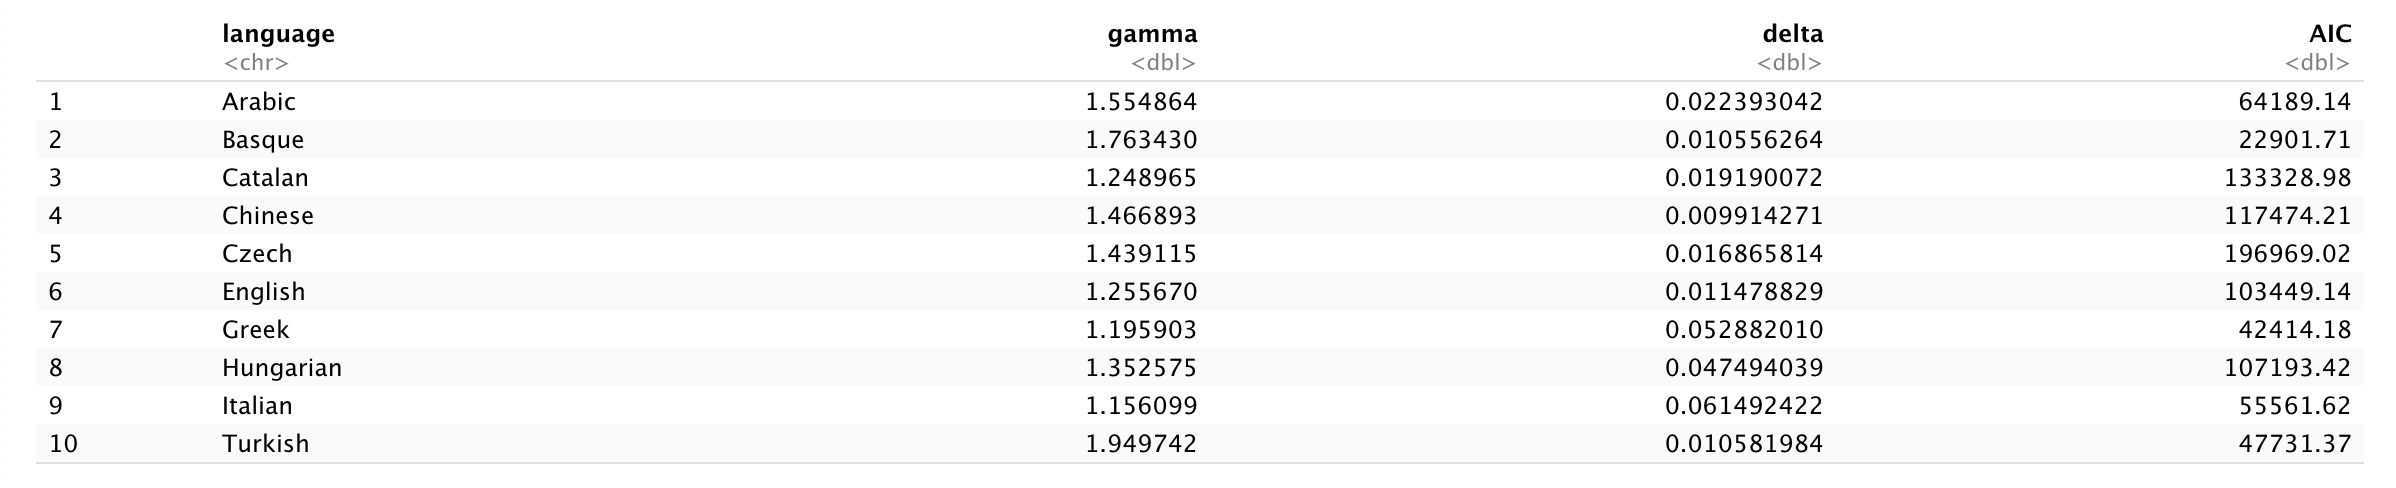 language gamma delta AIC
<chr> <dbl> <dbl> <dbl>
1 Arabic 1.554864 0.022393042 64189.14
2 Basque 1.763430 0.010556264 22901.71
3 Catalan 1.248965 0.019190072 133328.98
4 Chinese 1.466893 0.009914271 117474.21
5 Czech 1.439115 0.016865814 196969.02
6 English 1.255670 0.011478829 103449.14
7 Greek 1.195903 0.052882010 42414.18
8 Hungarian 1.352575 0.047494039 107193.42
9 Italian 1.156099 0.061492422 55561.62
10 Turkish 1.949742 0.010581984 47731.37